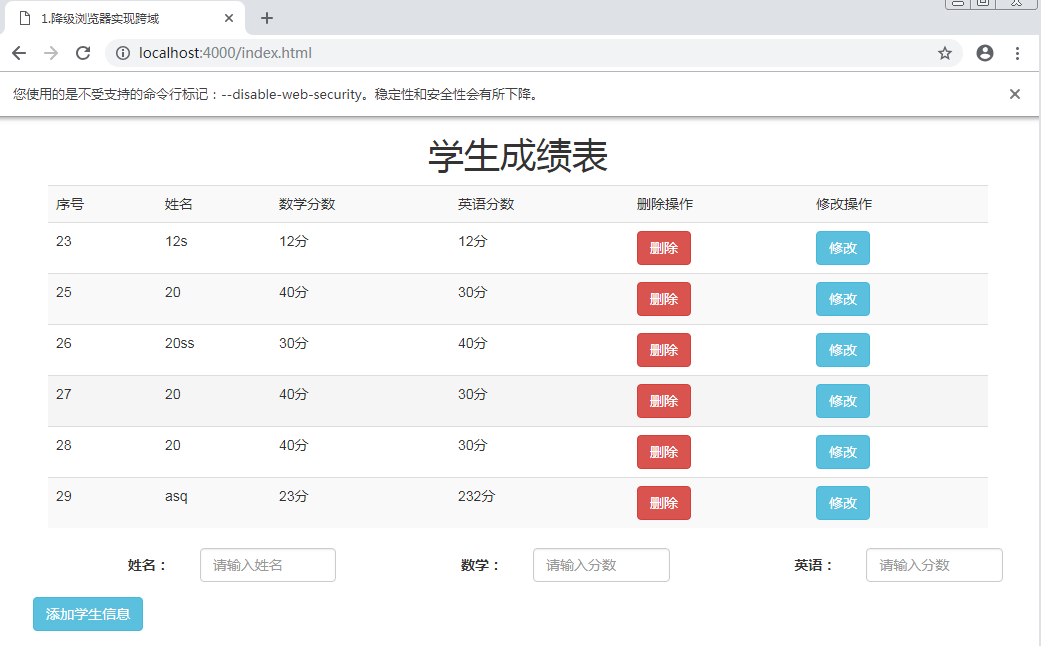 1.降级浏览器实现跨域
localhost:4000/index.html
您使用的是不受支持的命令行标记：--disable-web-security。稳定性和安全性会有所下降。
学生成绩表
序号 姓名 数学分数 英语分数 删除操作 修改操作
23 12s 12分 12分 删除 修改
25 20 40分 30分 删除 修改
26 20ss 30分 40分 删除 修改
27 20 40分 30分 删除 修改
28 20 40分 30分 删除 修改
29 asq 23分 232分 删除 修改
姓名： 请输入姓名 数学： 请输入分数 英语： 请输入分数
添加学生信息